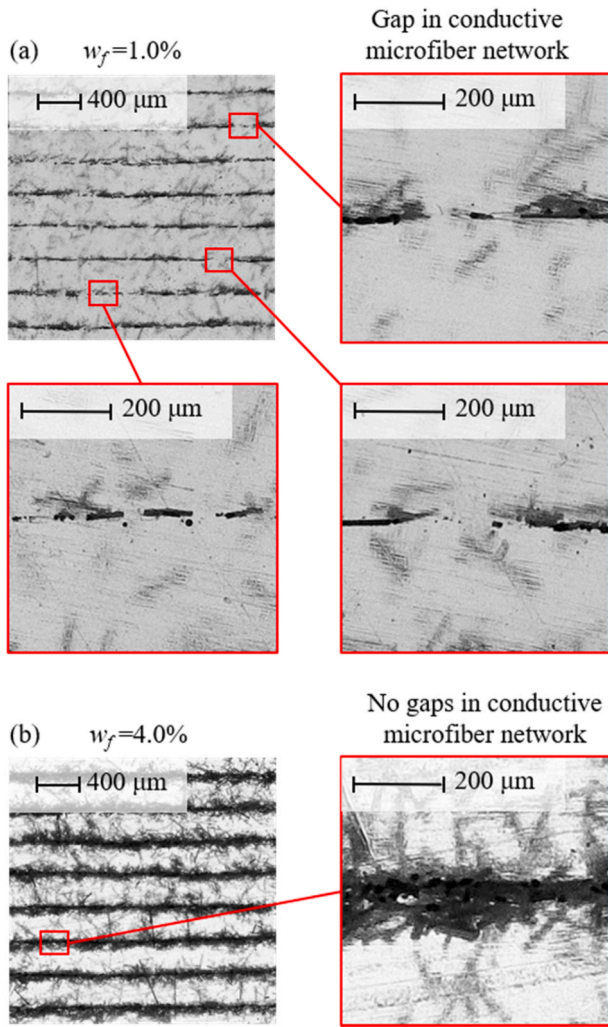 (a) w_f=1.0%
Gap in conductive
microfiber network
400 μm
200 μm
200 μm
200 μm
(b) w_f=4.0%
No gaps in conductive
microfiber network
400 μm
200 μm